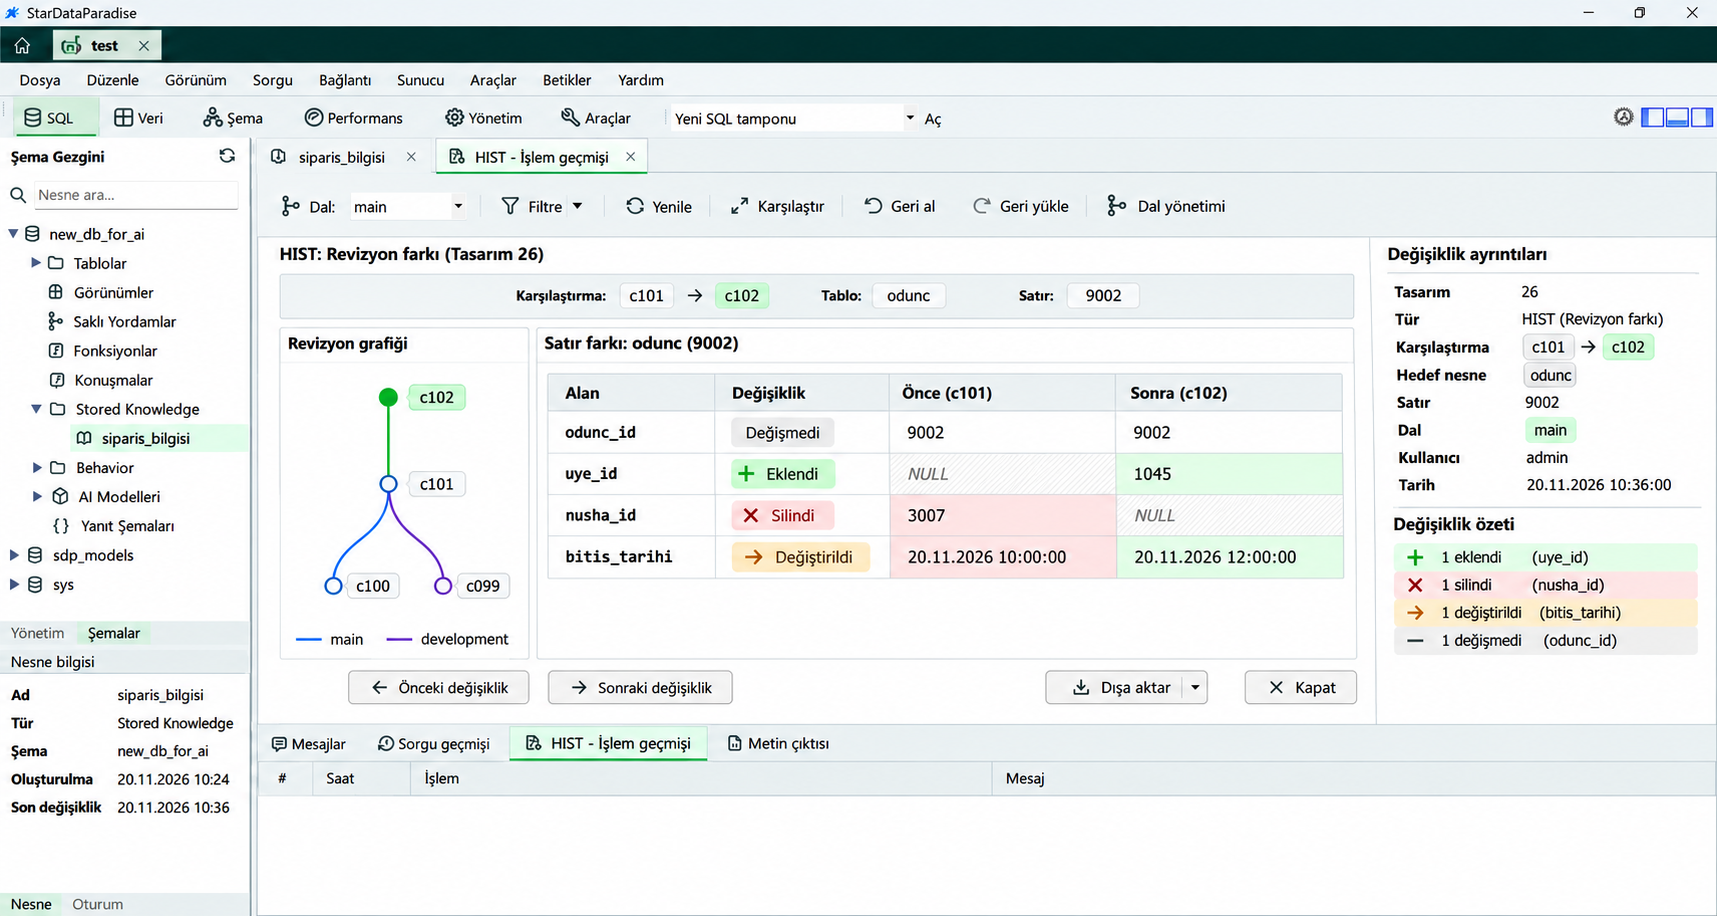 StarDataParadise
test
Dosya Düzenle Görünüm Sorgu Bağlantı Sunucu Araçlar Betikler Yardım
SQL Veri Şema Performans Yönetim Araçlar Yeni SQL tamponu Aç
Şema Gezgini
Nesne ara...
new_db_for_ai
Tablolar
Görünümler
Saklı Yordamlar
Fonksiyonlar
Konuşmalar
Stored Knowledge
siparis_bilgisi
Behavior
AI Modelleri
Yanıt Şemaları
sdp_models
sys
Yönetim Şemalar
Nesne bilgisi
Ad siparis_bilgisi
Tür Stored Knowledge
Şema new_db_for_ai
Oluşturulma 20.11.2026 10:24
Son değişiklik 20.11.2026 10:36
Nesne Oturum
siparis_bilgisi HIST - İşlem geçmişi
Dal: main Filtre Yenile Karşılaştır Geri al Geri yükle Dal yönetimi
HIST: Revizyon farkı (Tasarım 26)
Karşılaştırma: c101 → c102 Tablo: odunc Satır: 9002
Revizyon grafiği
c102
c101
c100 c099
main development
Satır farkı: odunc (9002)
Alan Değişiklik Önce (c101) Sonra (c102)
odunc_id Değişmedi 9002 9002
uye_id + Eklendi NULL 1045
nusha_id Silindi 3007 NULL
bitis_tarihi → Değiştirildi 20.11.2026 10:00:00 20.11.2026 12:00:00
← Önceki değişiklik → Sonraki değişiklik Dışa aktar Kapat
Değişiklik ayrıntıları
Tasarım 26
Tür HIST (Revizyon farkı)
Karşılaştırma c101 → c102
Hedef nesne odunc
Satır 9002
Dal main
Kullanıcı admin
Tarih 20.11.2026 10:36:00
Değişiklik özeti
+ 1 eklendi (uye_id)
1 silindi (nusha_id)
→ 1 değiştirildi (bitis_tarihi)
— 1 değişmedi (odunc_id)
Mesajlar Sorgu geçmişi HIST - İşlem geçmişi Metin çıktısı
# Saat İşlem Mesaj